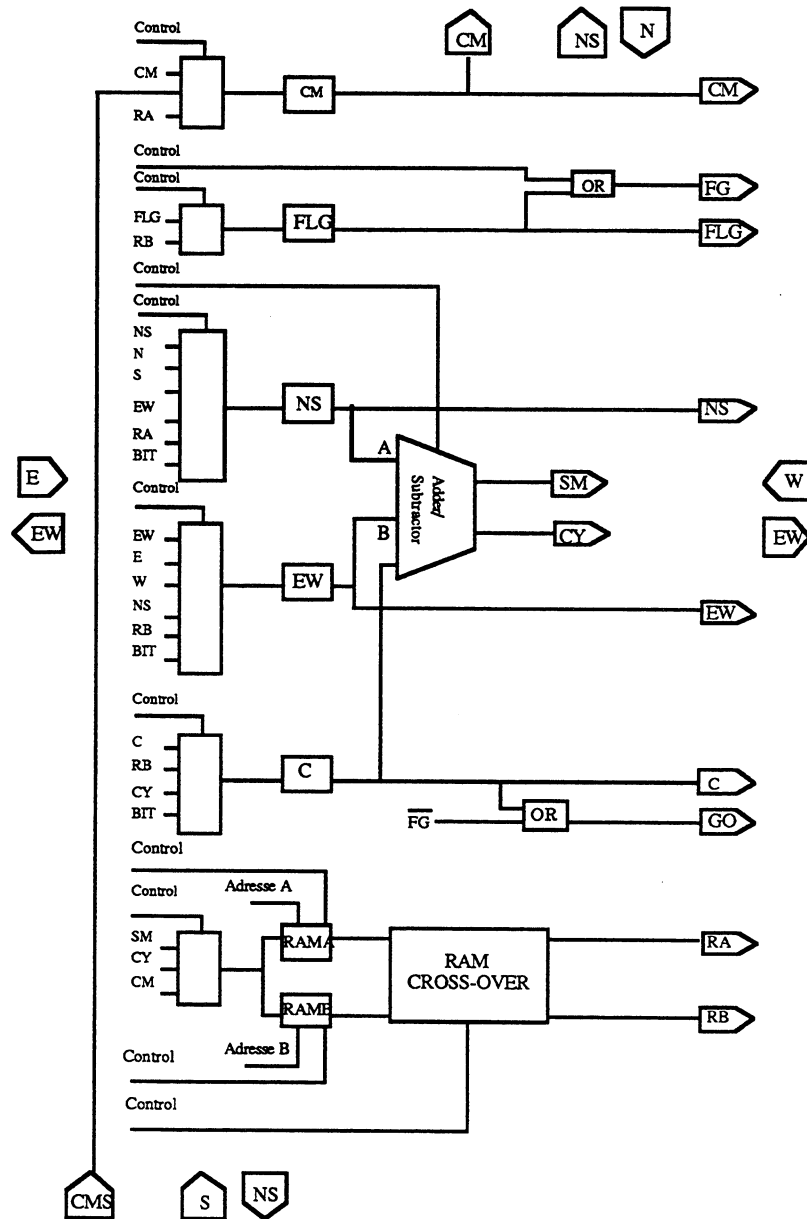 Control
CM
NS
N
CM
CM
CM
RA
Control
Control
OR
FG
FLG
RB
FLG
FLG
Control
Control
NS
N
S
EW
RA
BIT
NS
NS
A
B
Adder/
Subtractor
SM
CY
E
EW
W
EW
Control
EW
E
W
NS
RB
BIT
EW
EW
Control
C
RB
CY
BIT
C
C
FG
OR
GO
Control
Control
Adresse A
SM
CY
CM
RAMA
RAMB
RAM
CROSS-OVER
RA
RB
Adresse B
Control
Control
CMS
S
NS